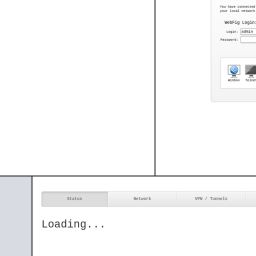 You have connected
your local network
WebFig Login:
Login: admin
Password:
Winbox Telnet
Status Network VPN / Tunnels
Loading...